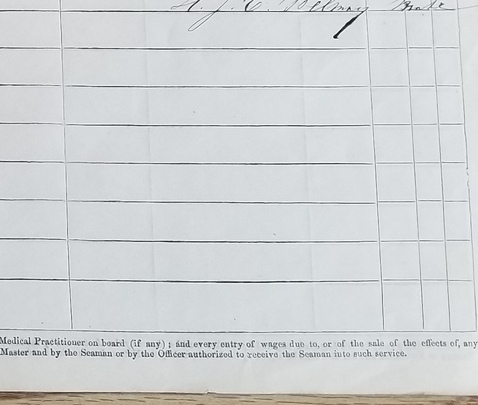 Mate
Medical Practitioner on board (if any) ; and every entry of wages due to, or of the sale of the effects of, any
Master and by the Seaman or by the Officer authorized to receive the Seaman into such service.